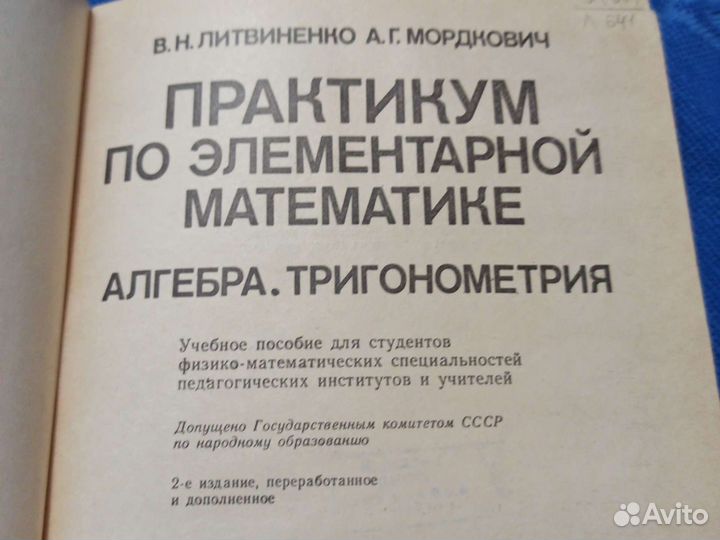 Л 641
В. Н. ЛИТВИНЕНКО А. Г. МОРДКОВИЧ
ПРАКТИКУМ
ПО ЭЛЕМЕНТАРНОЙ
МАТЕМАТИКЕ
АЛГЕБРА. ТРИГОНОМЕТРИЯ
Учебное пособие для студентов
физико-математических специальностей
педагогических институтов и учителей
Допущено Государственным комитетом СССР
по народному образованию
2-е издание, переработанное
и дополненное
Avito